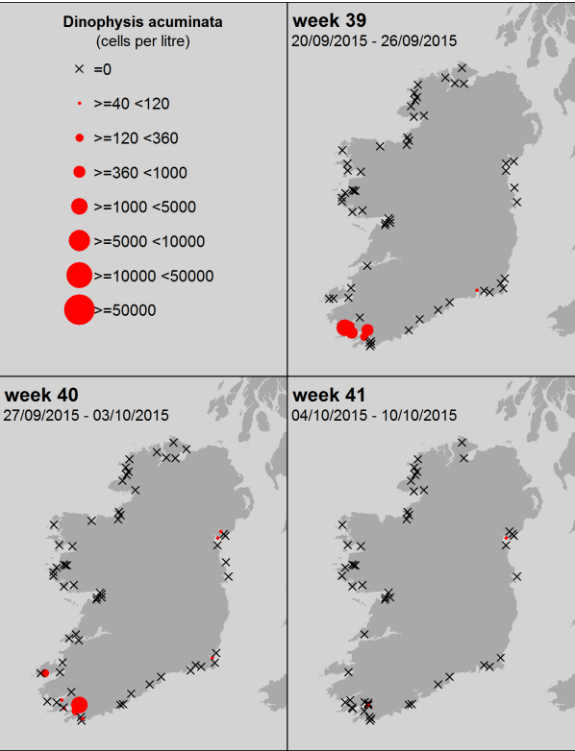 Dinophysis acuminata
(cells per litre)
=0
>=40 <120
>=120 <360
>=360 <1000
>=1000 <5000
>=5000 <10000
>=10000 <50000
>=50000
week 39
20/09/2015 - 26/09/2015
week 40
27/09/2015 - 03/10/2015
week 41
04/10/2015 - 10/10/2015